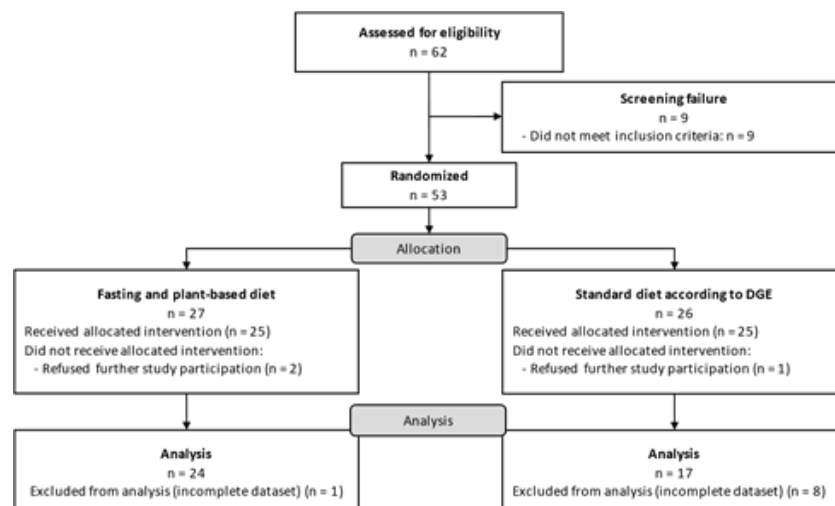 Assessed for eligibility
n = 62
Screening failure
n = 9
- Did not meet inclusion criteria: n = 9
Randomized
n = 53
Allocation
Fasting and plant-based diet
n = 27
Received allocated intervention (n = 25)
Did not receive allocated intervention:
- Refused further study participation (n = 2)
Standard diet according to DGE
n = 26
Received allocated intervention (n = 25)
Did not receive allocated intervention:
- Refused further study participation (n = 1)
Analysis
Analysis
n = 24
Excluded from analysis (incomplete dataset) (n = 1)
Analysis
n = 17
Excluded from analysis (incomplete dataset) (n = 8)